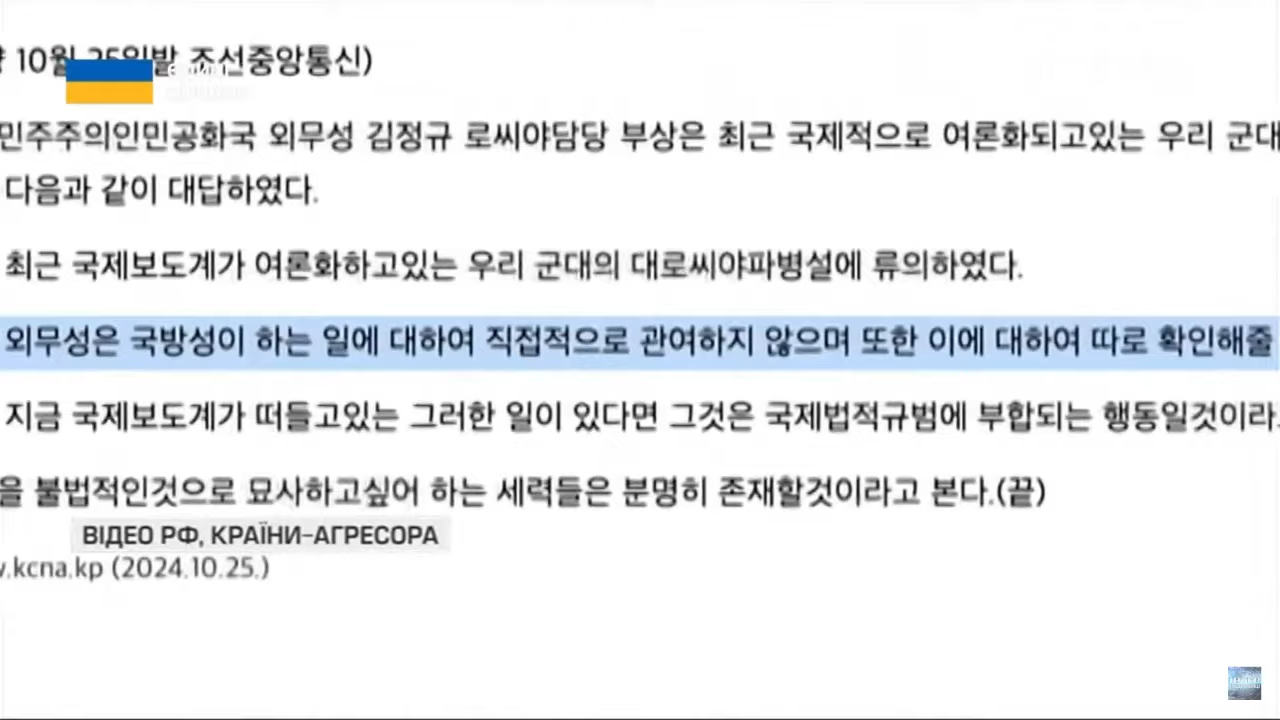 10월 25일발 조선중앙통신)
민주주의인민공화국 외무성 김정규 로씨야담당 부상은 최근 국제적으로 여론화되고있는 우리 군대
다음과 같이 대답하였다.
최근 국제보도계가 여론화하고있는 우리 군대의 대로씨야파병설에 류의하였다.
외무성은 국방성이 하는 일에 대하여 직접적으로 관여하지 않으며 또한 이에 대하여 따로 확인해줄
지금 국제보도계가 떠들고있는 그러한 일이 있다면 그것은 국제법적규범에 부합되는 행동일것이라
을 불법적인것으로 묘사하고싶어 하는 세력들은 분명히 존재할것이라고 본다.(끝)
ВІДЕО РФ, КРАЇНИ-АГРЕСОРА
.kcna.kp (2024.10.25.)